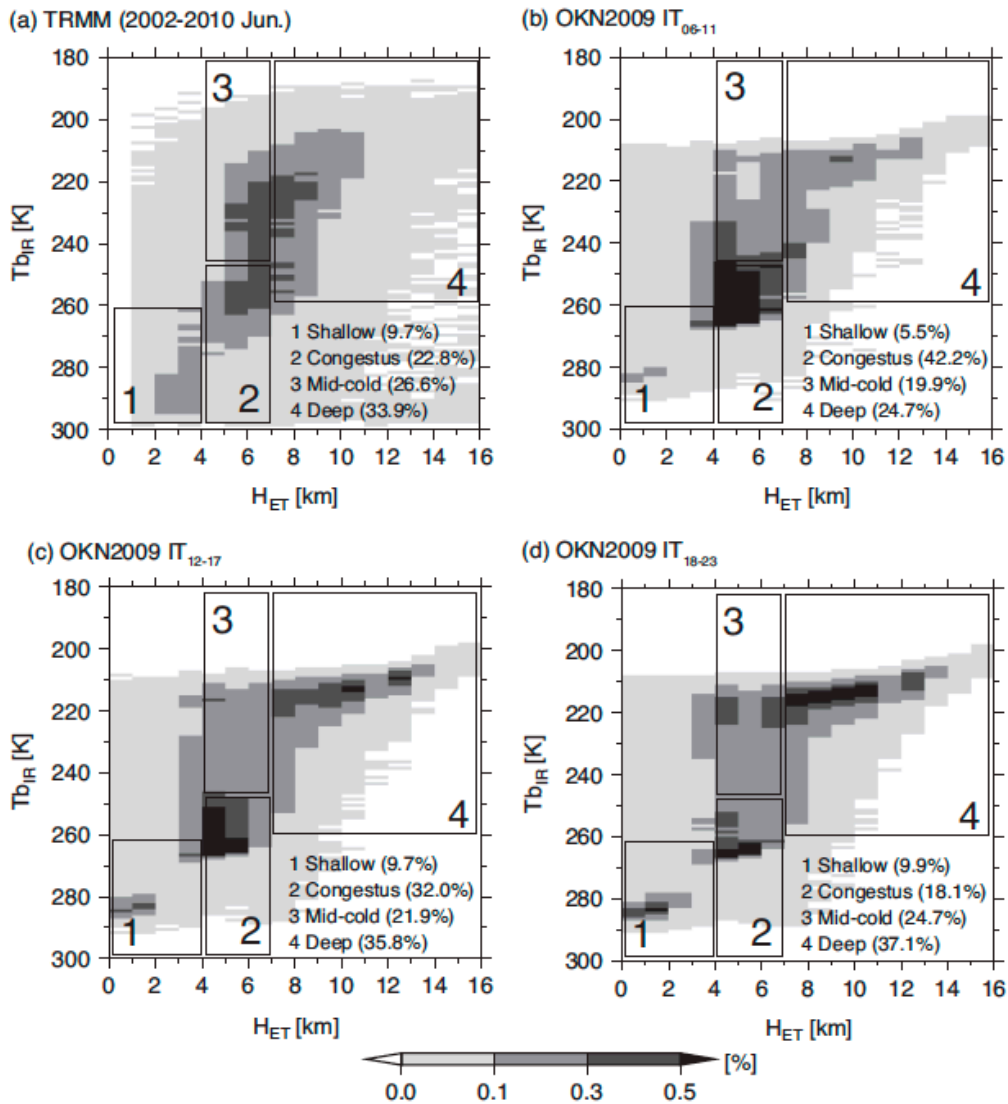 (a) TRMM (2002-2010 Jun.)
180
200
220
240
260
280
300
Tb_IR [K]
3
4
1
2
1 Shallow (9.7%)
2 Congestus (22.8%)
3 Mid-cold (26.6%)
4 Deep (33.9%)
0 2 4 6 8 10 12 14 16
H_ET [km]
(b) OKN2009 IT_06-11
180
200
220
240
260
280
300
Tb_IR [K]
3
4
1
2
1 Shallow (5.5%)
2 Congestus (42.2%)
3 Mid-cold (19.9%)
4 Deep (24.7%)
0 2 4 6 8 10 12 14 16
H_ET [km]
(c) OKN2009 IT_12-17
180
200
220
240
260
280
300
Tb_IR [K]
3
4
1
2
1 Shallow (9.7%)
2 Congestus (32.0%)
3 Mid-cold (21.9%)
4 Deep (35.8%)
0 2 4 6 8 10 12 14 16
H_ET [km]
(d) OKN2009 IT_18-23
180
200
220
240
260
280
300
Tb_IR [K]
3
4
1
2
1 Shallow (9.9%)
2 Congestus (18.1%)
3 Mid-cold (24.7%)
4 Deep (37.1%)
0 2 4 6 8 10 12 14 16
H_ET [km]
[%]
0.0 0.1 0.3 0.5